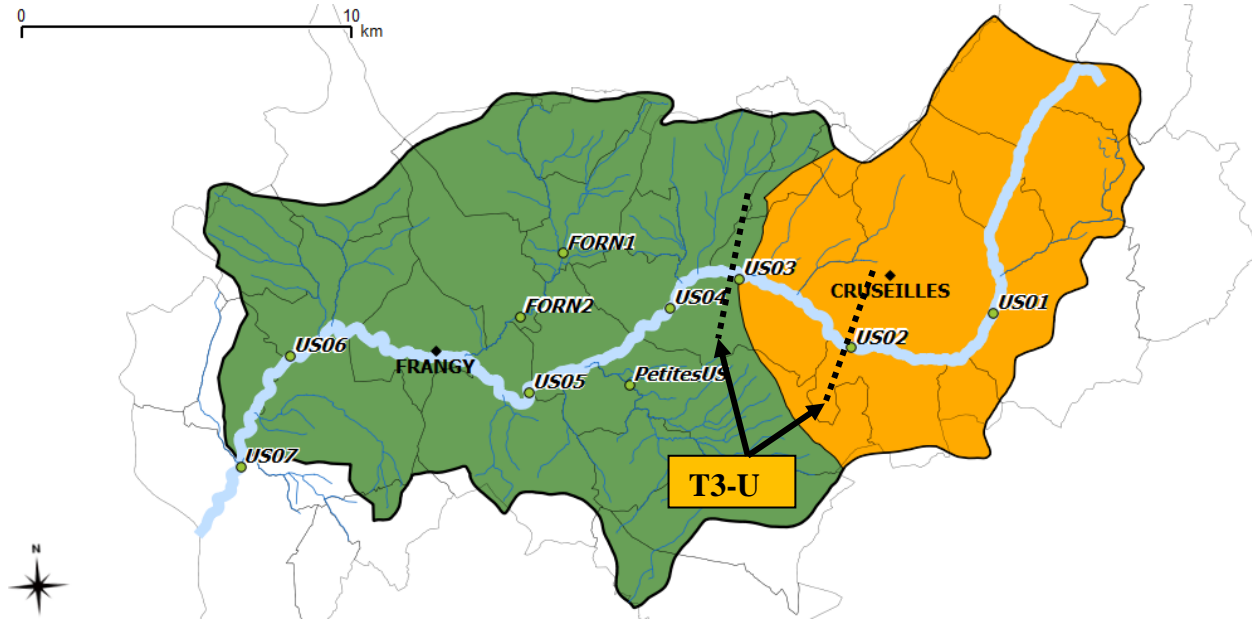 0 10
km
FORN1
US03
CRUSEILLES
US04
US01
FORN2
US02
US06
FRANGY
PetitesUS
US05
US07
T3-U
N